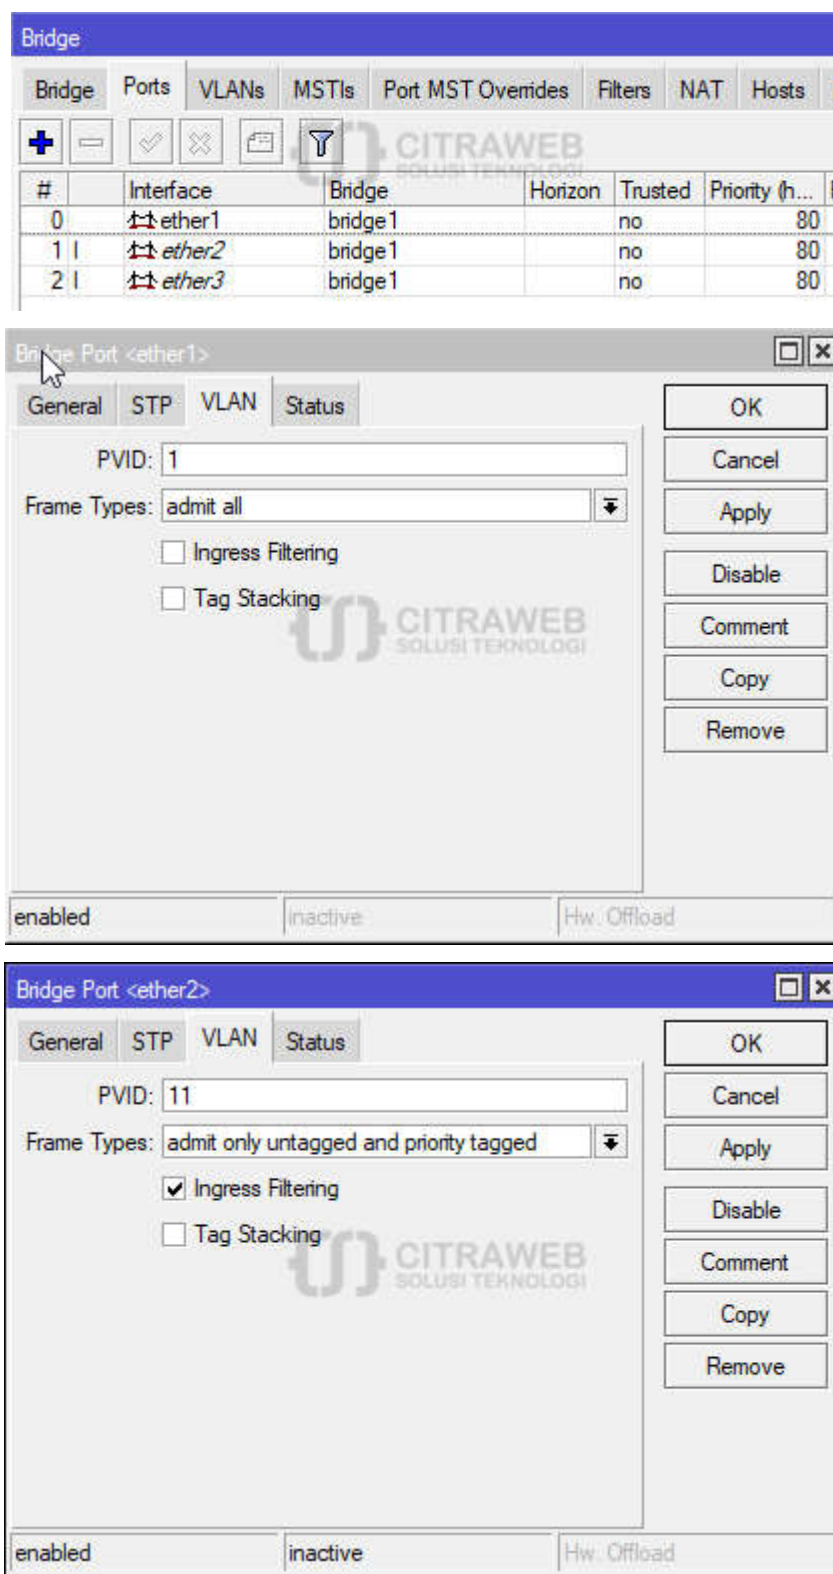 Bridge
Bridge Ports VLANs MSTIs Port MST Overrides Filters NAT Hosts
CITRAWEB
SOLUSI TEKNOLOGI
# Interface Bridge Horizon Trusted Priority (h...
0 ether1 bridge1 no 80
1 I ether2 bridge1 no 80
2 I ether3 bridge1 no 80
Bridge Port <ether1>
General STP VLAN Status OK
PVID: 1 Cancel
Frame Types: admit all Apply
Ingress Filtering
Disable
Tag Stacking
CITRAWEB Comment
SOLUSI TEKNOLOGI
Copy
Remove
enabled inactive Hw. Offload
Bridge Port <ether2>
General STP VLAN Status OK
PVID: 11 Cancel
Frame Types: admit only untagged and priority tagged Apply
Ingress Filtering
Disable
Tag Stacking
CITRAWEB Comment
SOLUSI TEKNOLOGI
Copy
Remove
enabled inactive Hw. Offload